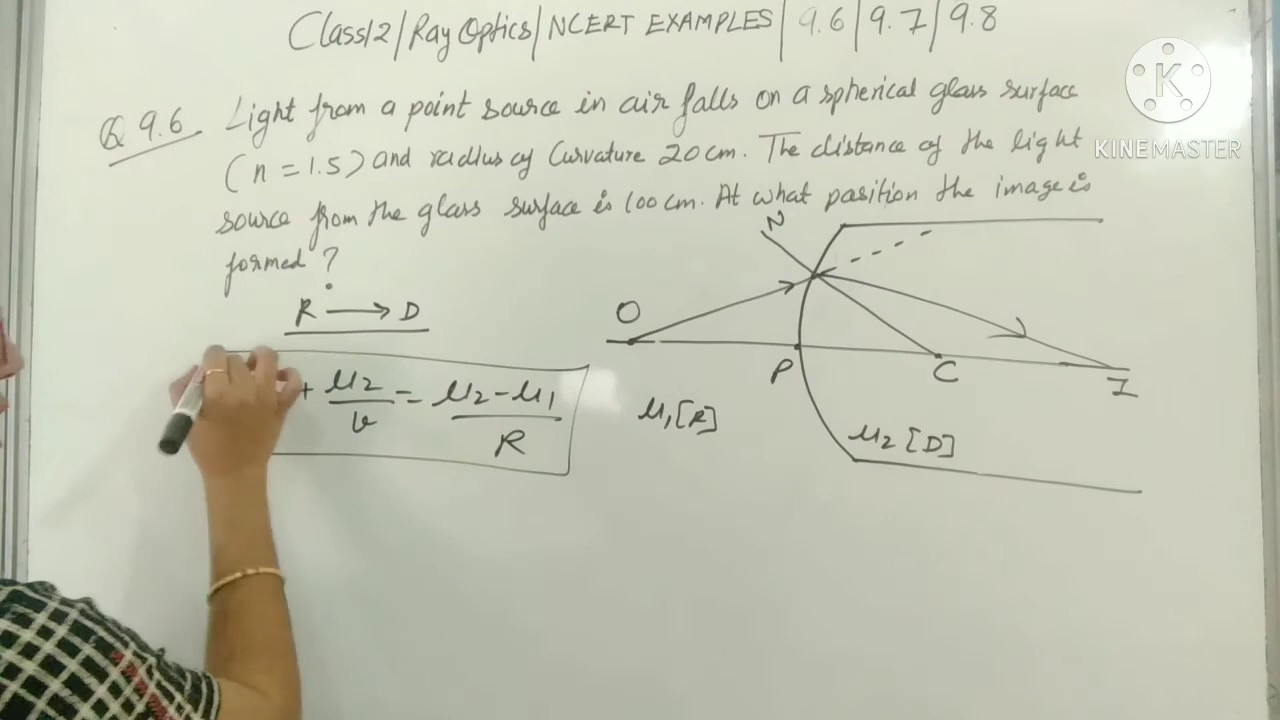 Class12/Ray Optics/NCERT EXAMPLES/9.6/9.7/9.8
K
KINEMASTER
Q 9.6 Light from a point source in air falls on a spherical glass surface
(n = 1.5) and radius of Curvature 20 cm. The distance of the light
source from the glass surface is 100 cm. At what position the image is
formed ?
R → D
N
O
P
C
I
+ μ2/v = μ2-μ1/R
μ1[R]
μ2 [D]